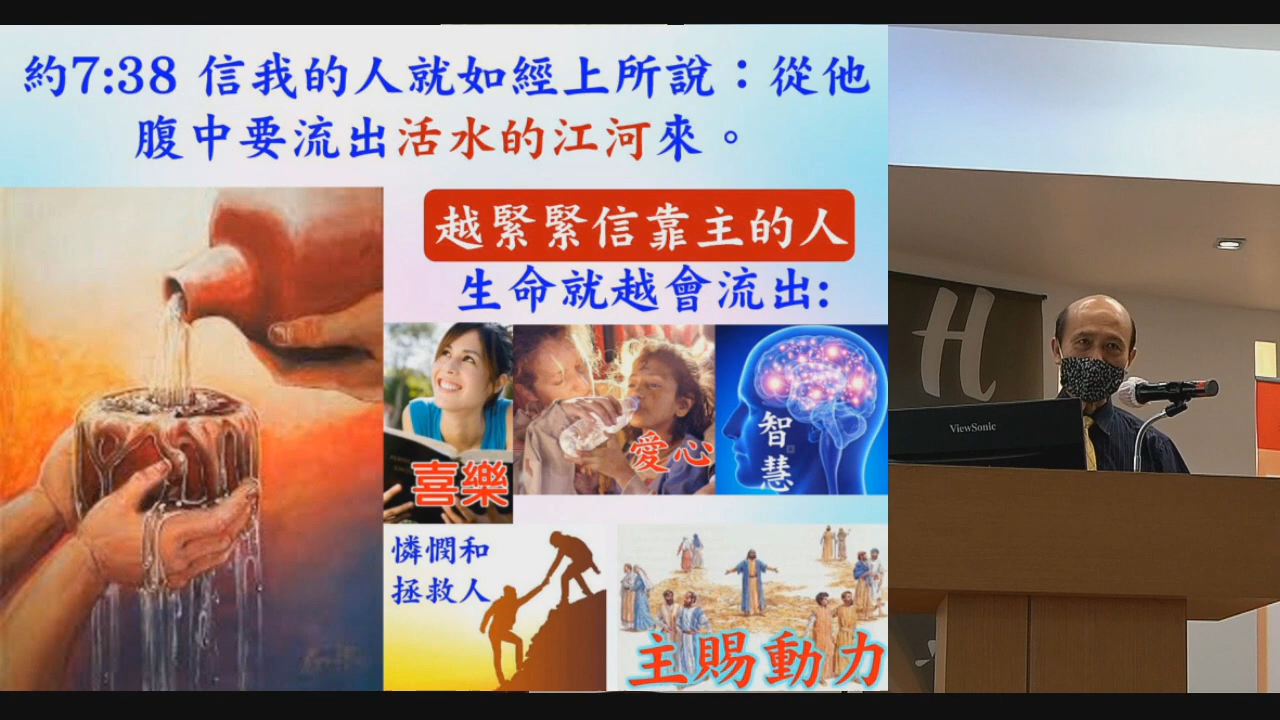 約7:38 信我的人就如經上所說：從他
腹中要流出活水的江河來。
越緊緊信靠主的人
生命就越會流出:
喜樂
愛心
智慧
憐憫和
拯救人
主賜動力
H
ViewSonic